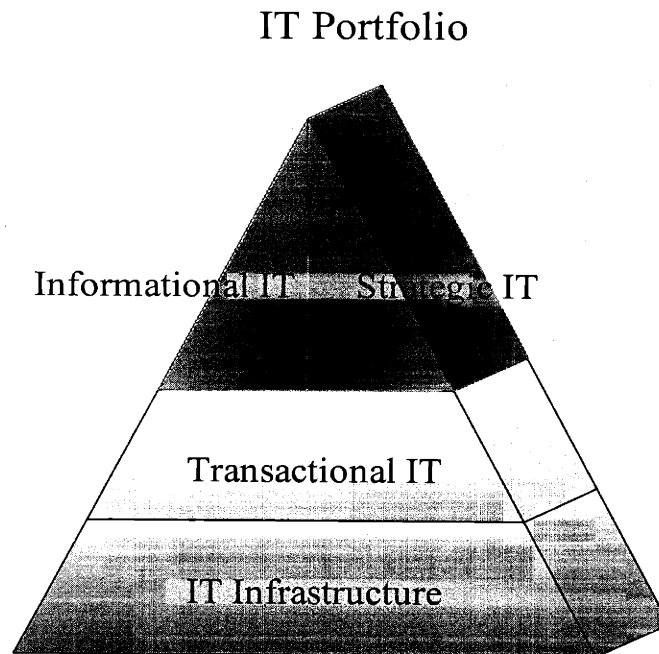 IT Portfolio
Informational IT Strategic IT
Transactional IT
IT Infrastructure